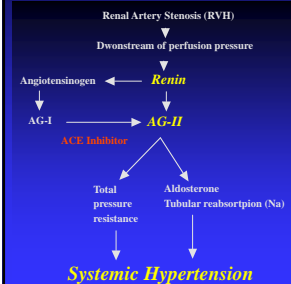 Renal Artery Stenosis (RVH)
Dwonstream of perfusion pressure
Angiotensinogen
Renin
AG-I
AG-II
ACE Inhibitor
Total
pressure
resistance
Aldosterone
Tubular reabsortpion (Na)
Systemic Hypertension